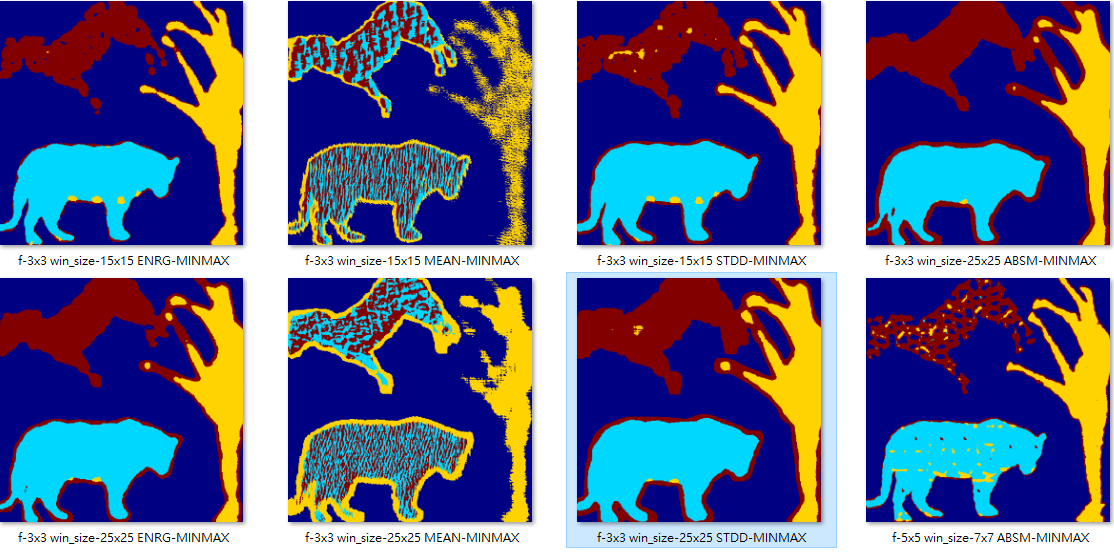 f-3x3 win_size-15x15 ENRG-MINMAX
f-3x3 win_size-15x15 MEAN-MINMAX
f-3x3 win_size-15x15 STDD-MINMAX
f-3x3 win_size-25x25 ABSM-MINMAX
f-3x3 win_size-25x25 ENRG-MINMAX
f-3x3 win_size-25x25 MEAN-MINMAX
f-3x3 win_size-25x25 STDD-MINMAX
f-5x5 win_size-7x7 ABSM-MINMAX